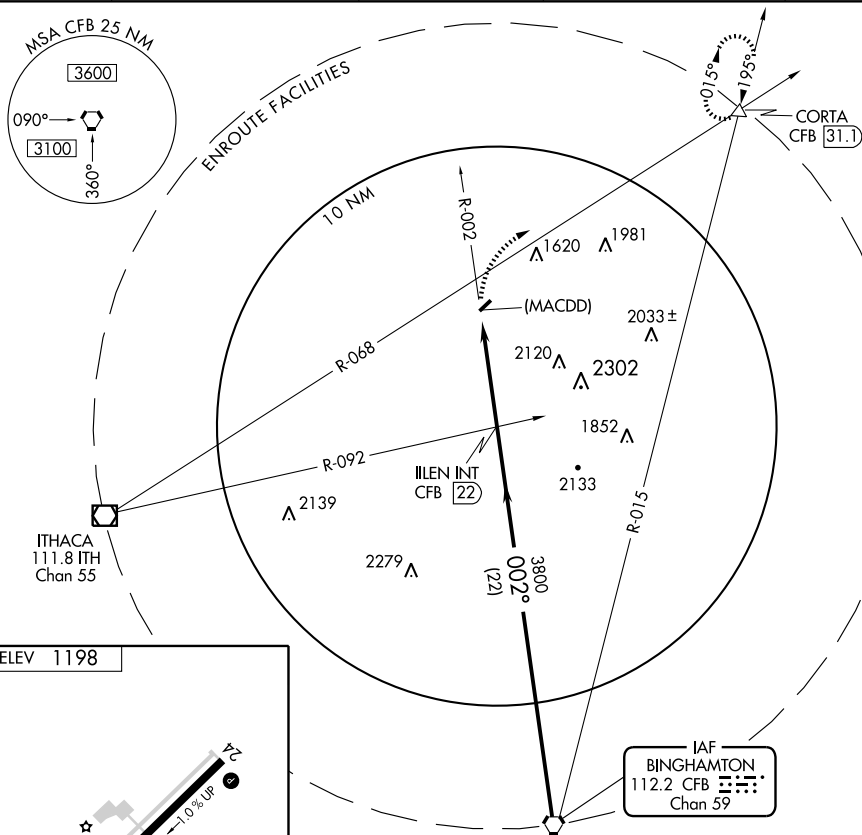 MSA CFB 25 NM
3600
090°
3100
360°
ENROUTE FACILITIES
015°
195°
CORTA
CFB 31.1
10 NM
R-002
1620
1981
(MACDD)
2033 ±
2120
2302
R-068
1852
R-092
ILEN INT
CFB 22
2133
R-015
2139
ITHACA
111.8 ITH
Chan 55
2279
3800
002°
(22)
ELEV 1198
24
1.0% UP
P
IAF
BINGHAMTON
112.2 CFB
Chan 59